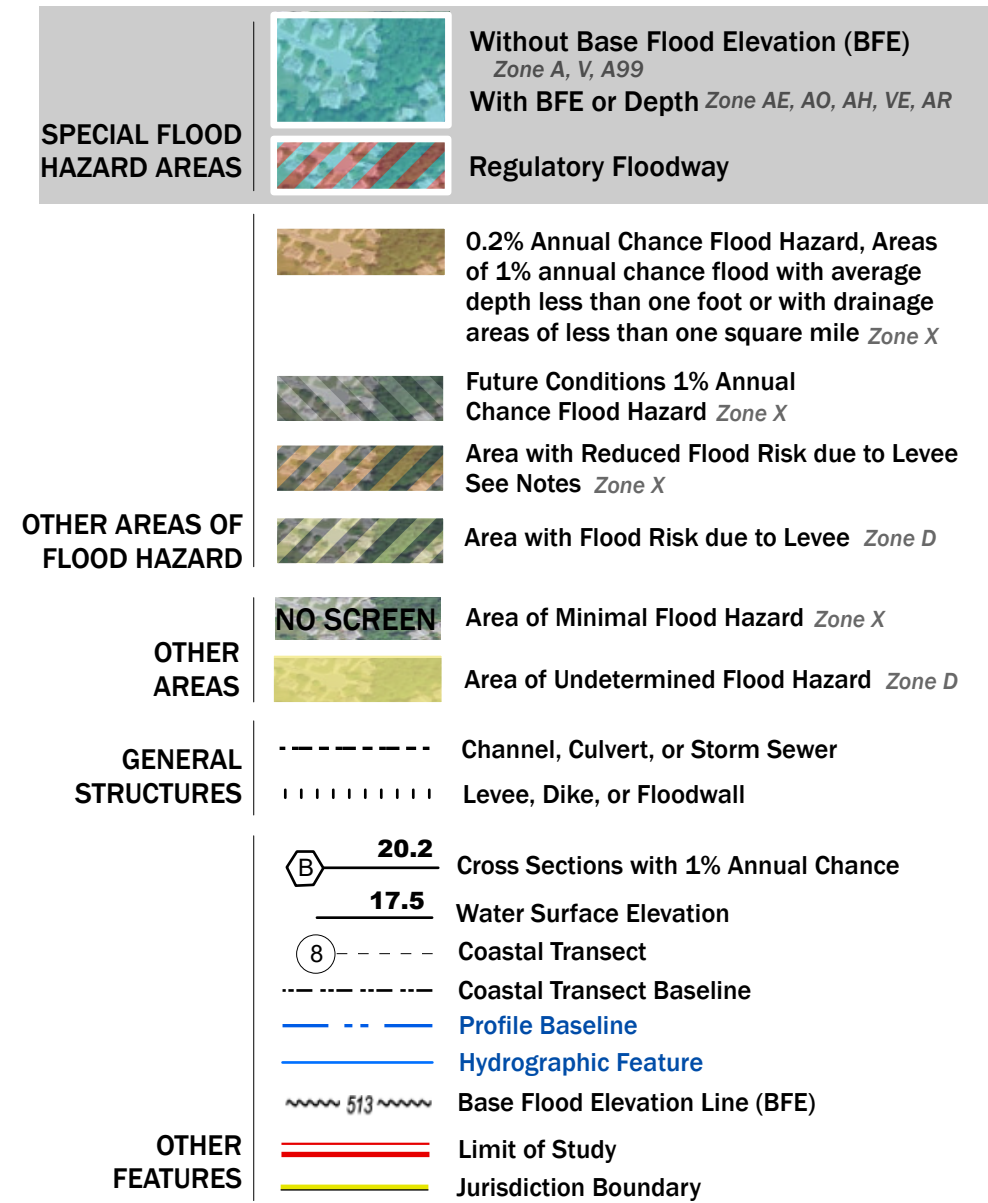 SPECIAL FLOOD
HAZARD AREAS
Without Base Flood Elevation (BFE)
Zone A, V, A99
With BFE or Depth Zone AE, AO, AH, VE, AR
Regulatory Floodway
OTHER AREAS OF
FLOOD HAZARD
0.2% Annual Chance Flood Hazard, Areas
of 1% annual chance flood with average
depth less than one foot or with drainage
areas of less than one square mile Zone X
Future Conditions 1% Annual
Chance Flood Hazard Zone X
Area with Reduced Flood Risk due to Levee
See Notes Zone X
Area with Flood Risk due to Levee Zone D
OTHER
AREAS
NO SCREEN Area of Minimal Flood Hazard Zone X
Area of Undetermined Flood Hazard Zone D
GENERAL
STRUCTURES
Channel, Culvert, or Storm Sewer
Levee, Dike, or Floodwall
OTHER
FEATURES
B 20.2 Cross Sections with 1% Annual Chance
17.5 Water Surface Elevation
8 Coastal Transect
Coastal Transect Baseline
Profile Baseline
Hydrographic Feature
513 Base Flood Elevation Line (BFE)
Limit of Study
Jurisdiction Boundary